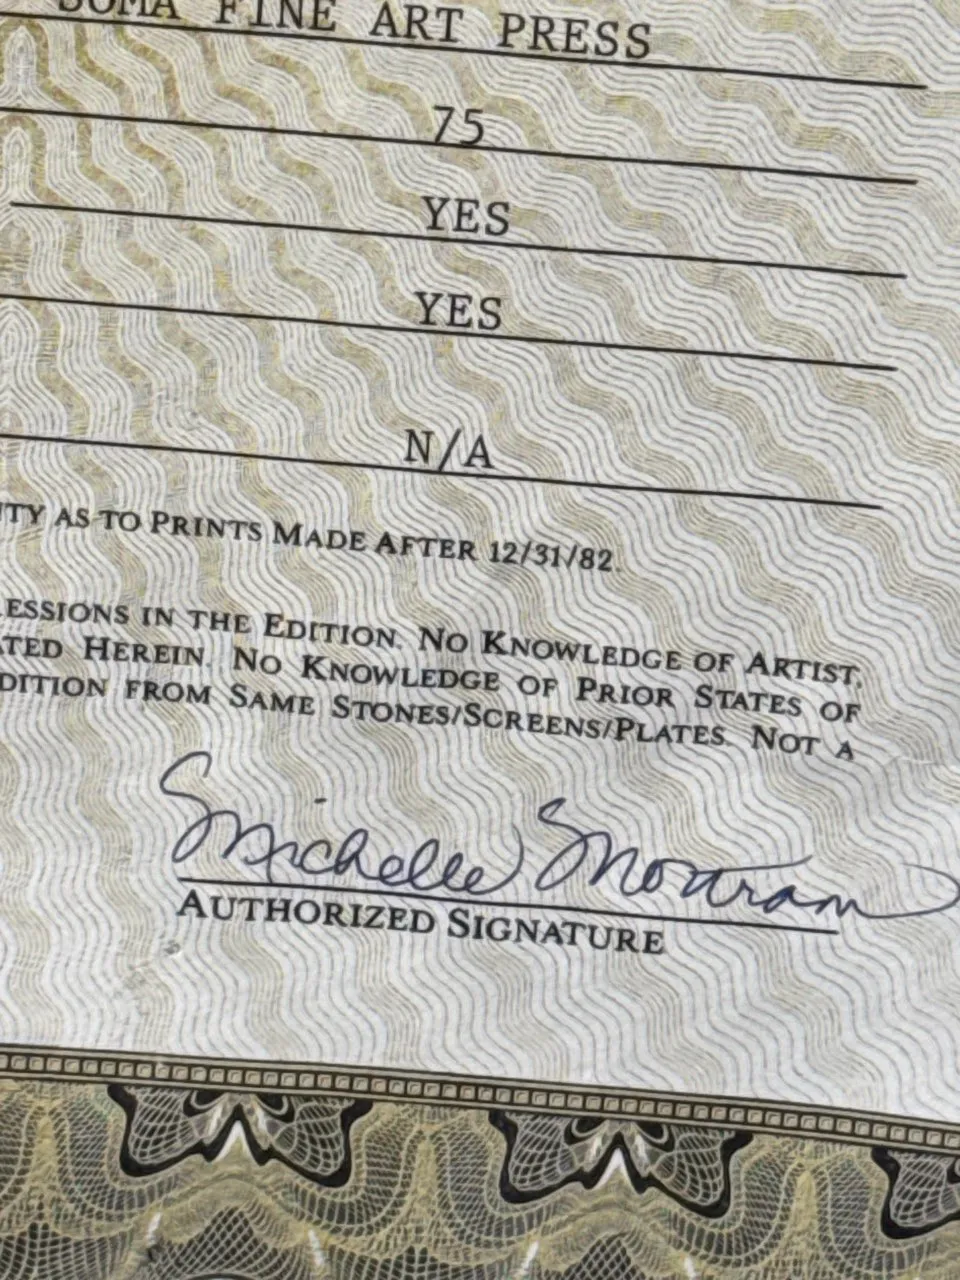 SOMA FINE ART PRESS
75
YES
YES
N/A
TY AS TO PRINTS MADE AFTER 12/31/82.
ESSIONS IN THE EDITION. NO KNOWLEDGE OF ARTIST,
TED HEREIN. NO KNOWLEDGE OF PRIOR STATES OF
DITION FROM SAME STONES/SCREENS/PLATES. NOT A
Michelle
AUTHORIZED SIGNATURE